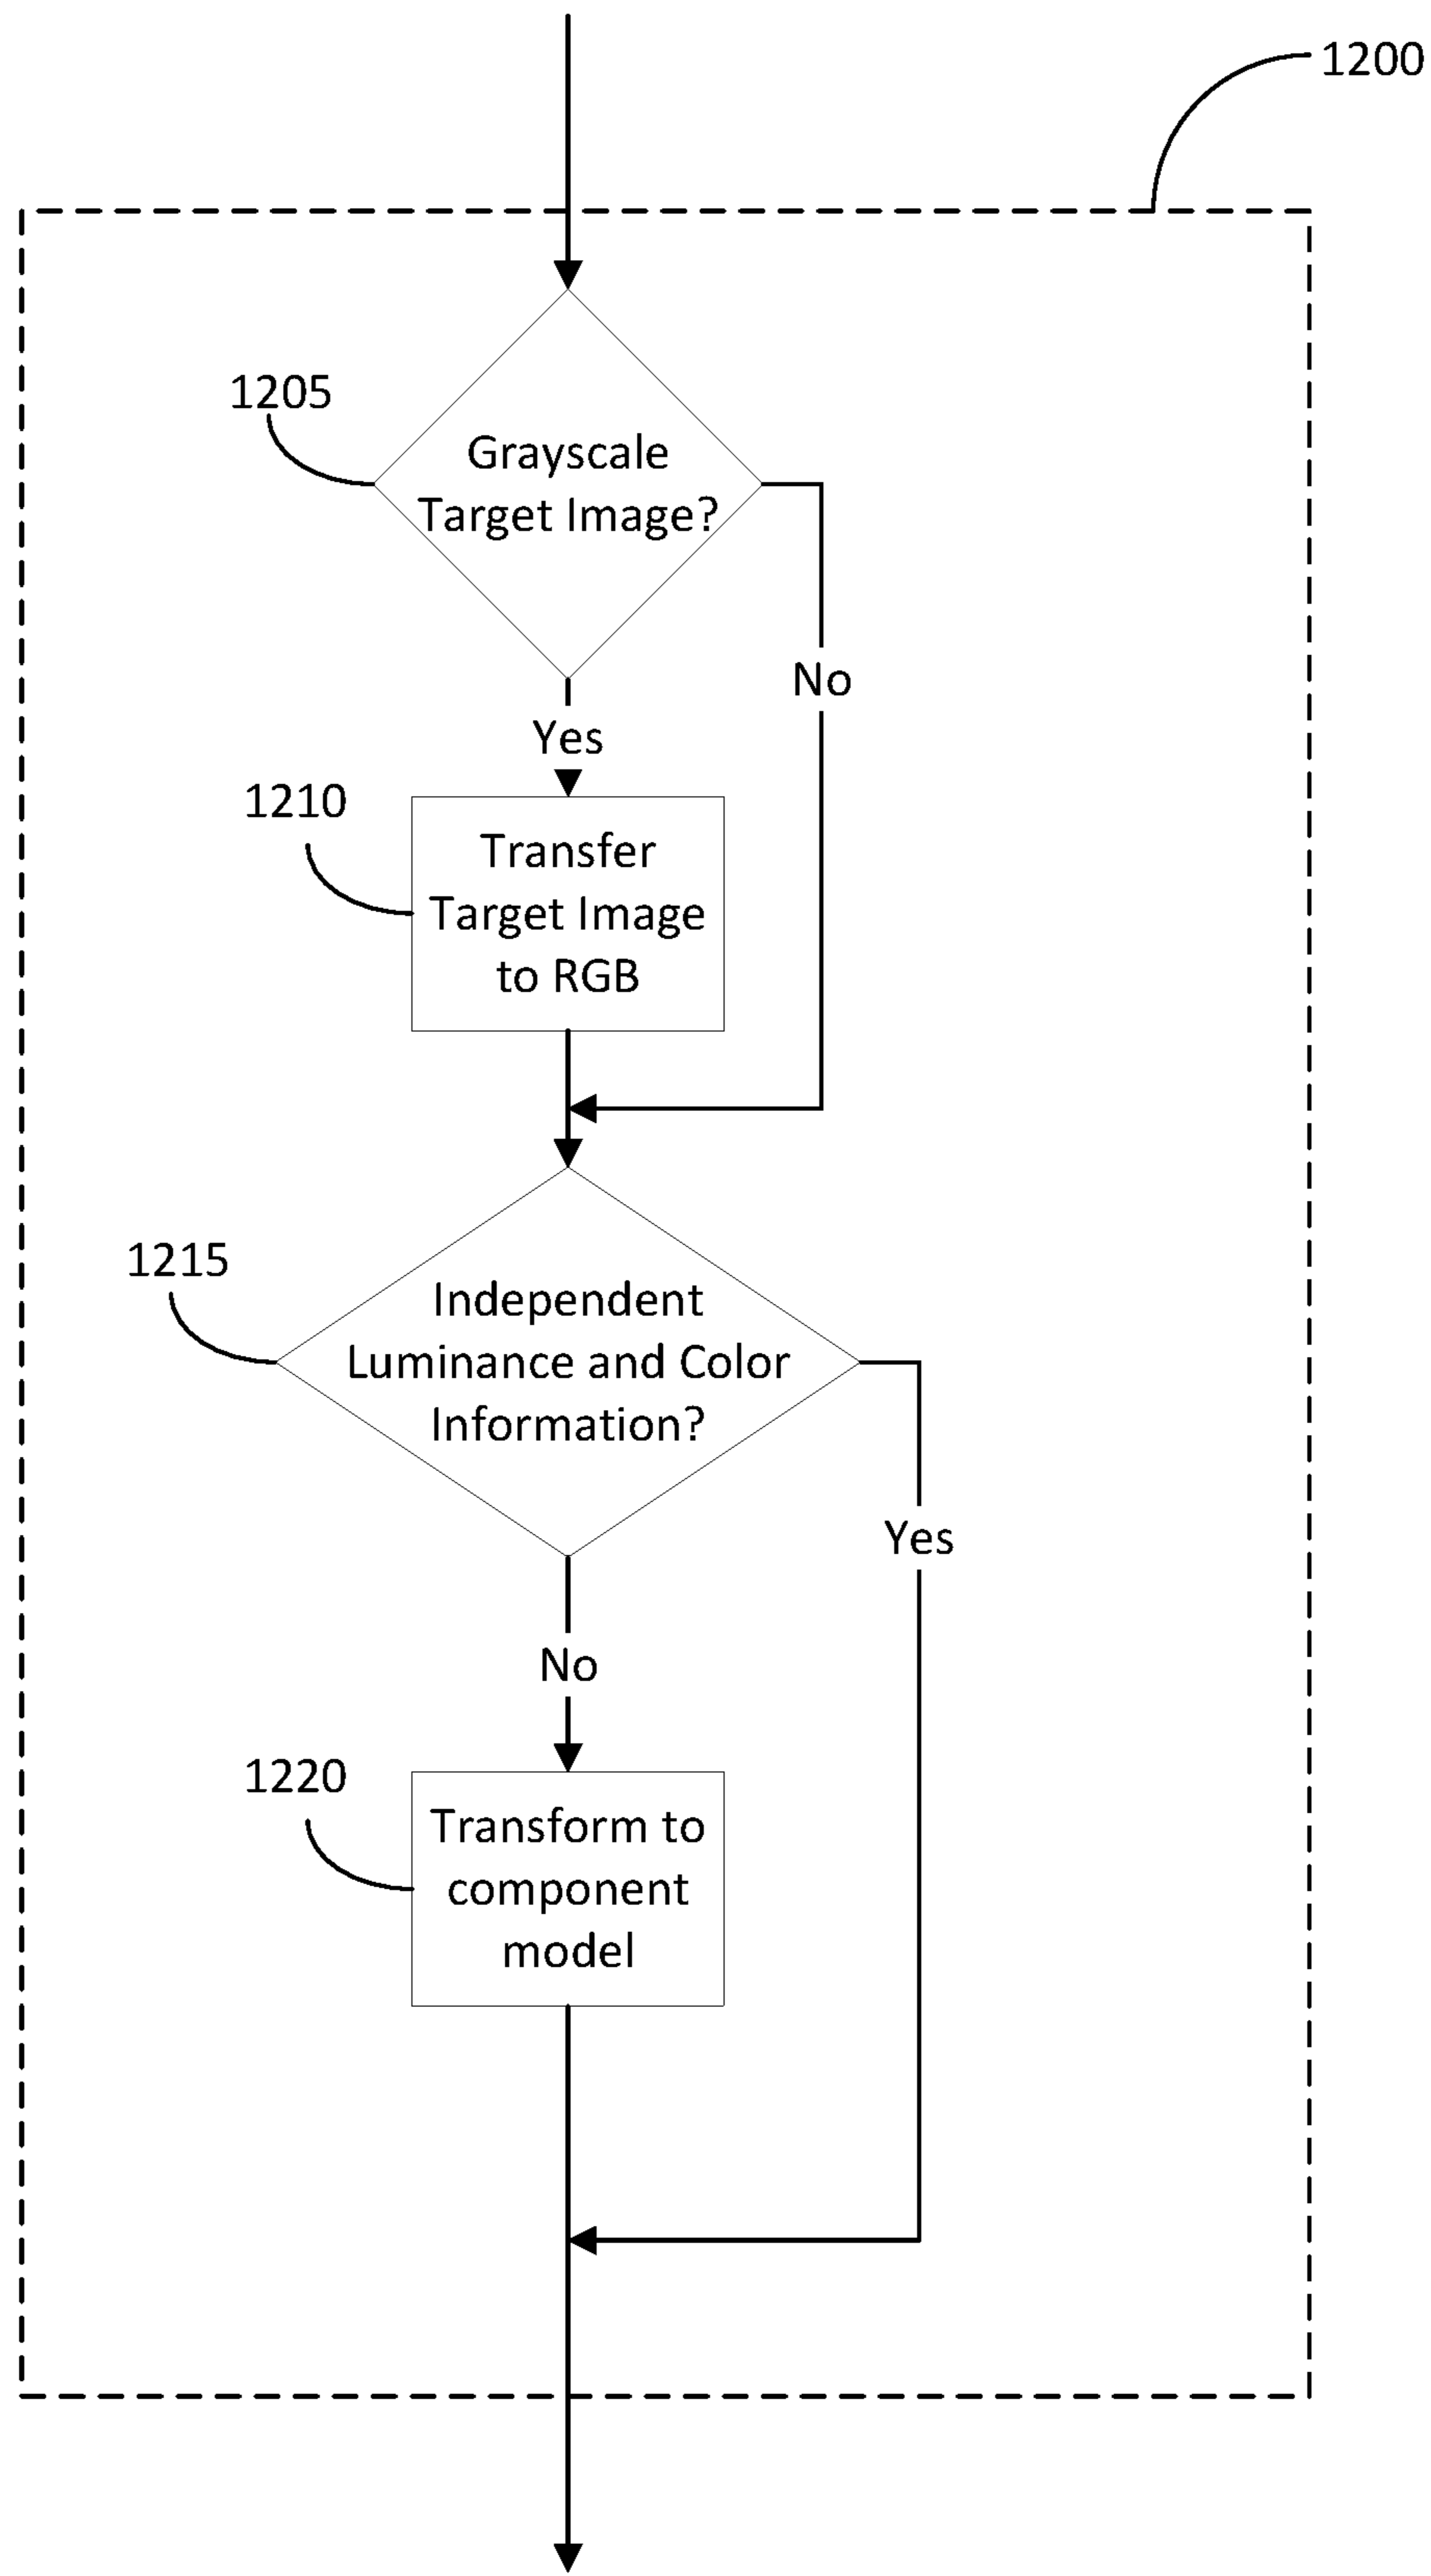 1200
1205
Grayscale
Target Image?
No
Yes
1210
Transfer
Target Image
to RGB
1215
Independent
Luminance and Color
Information?
Yes
No
1220
Transform to
component
model